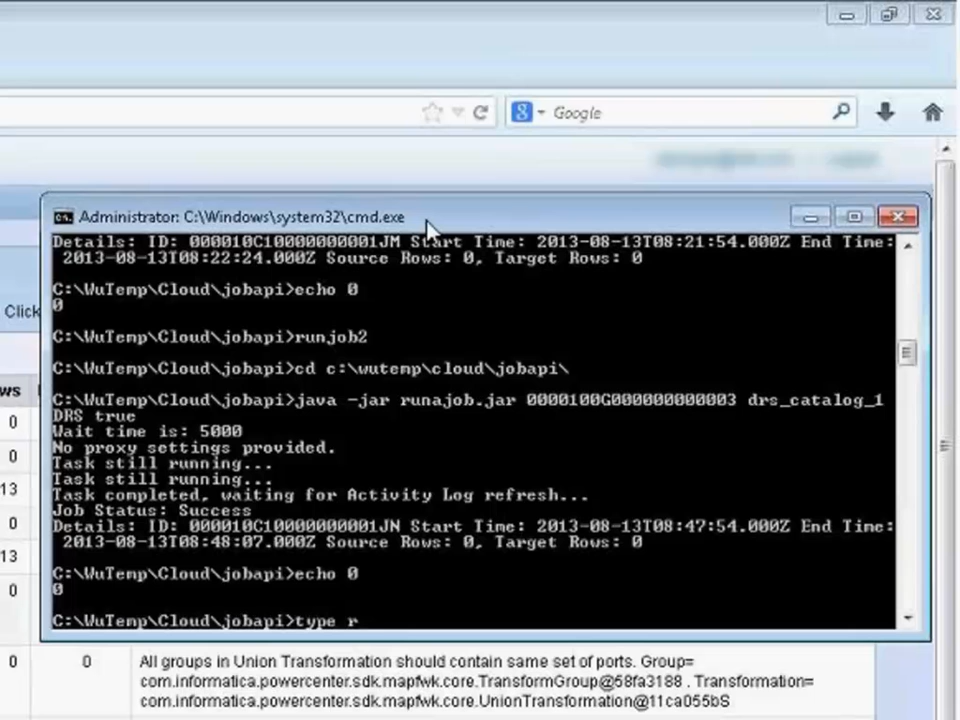 Google
Administrator: C:\Windows\system32\cmd.exe
Details: ID: 000010C10000000001JM Start Time: 2013-08-13T08:21:54.000Z End Time:
2013-08-13T08:22:24.000Z Source Rows: 0, Target Rows: 0
C:\WuTemp\Cloud\jobapi>echo 0
0
Click
C:\WuTemp\Cloud\jobapi>runjob2
C:\WuTemp\Cloud\jobapi>cd c:\wutemp\cloud\jobapi\
ws
C:\WuTemp\Cloud\jobapi>java -jar runajob.jar 0000100G000000000003 drs_catalog_1
DRS true
0
Wait time is: 5000
No proxy settings provided.
0
Task still running...
Task still running...
13
Task completed, waiting for Activity Log refresh...
Job Status: Success
0
Details: ID: 000010C10000000001JN Start Time: 2013-08-13T08:47:54.000Z End Time:
2013-08-13T08:48:07.000Z Source Rows: 0, Target Rows: 0
13
C:\WuTemp\Cloud\jobapi>echo 0
0
0
C:\WuTemp\Cloud\jobapi>type r
0 0 All groups in Union Transformation should contain same set of ports. Group=
com.informatica.powercenter.sdk.mapfwk.core.TransformGroup@58fa3188 . Transformation=
com.informatica.powercenter.sdk.mapfwk.core.UnionTransformation@11ca055b5